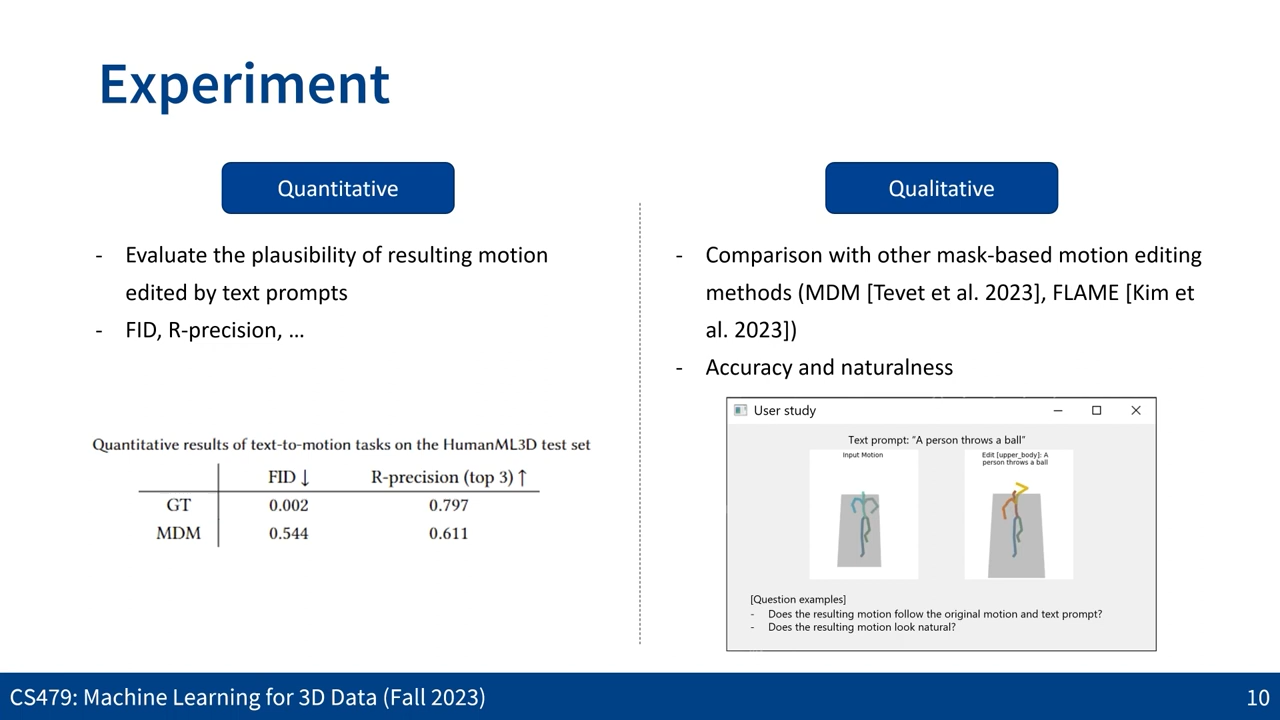 Experiment
Quantitative
- Evaluate the plausibility of resulting motion
edited by text prompts
- FID, R-precision, ...
Quantitative results of text-to-motion tasks on the HumanML3D test set
FID ↓ R-precision (top 3) ↑
GT 0.002 0.797
MDM 0.544 0.611
Qualitative
- Comparison with other mask-based motion editing
methods (MDM [Tevet et al. 2023], FLAME [Kim et
al. 2023])
- Accuracy and naturalness
User study
Text prompt: "A person throws a ball"
Input Motion
Edit [upper_body]: A
person throws a ball
[Question examples]
- Does the resulting motion follow the original motion and text prompt?
- Does the resulting motion look natural?
CS479: Machine Learning for 3D Data (Fall 2023)
10